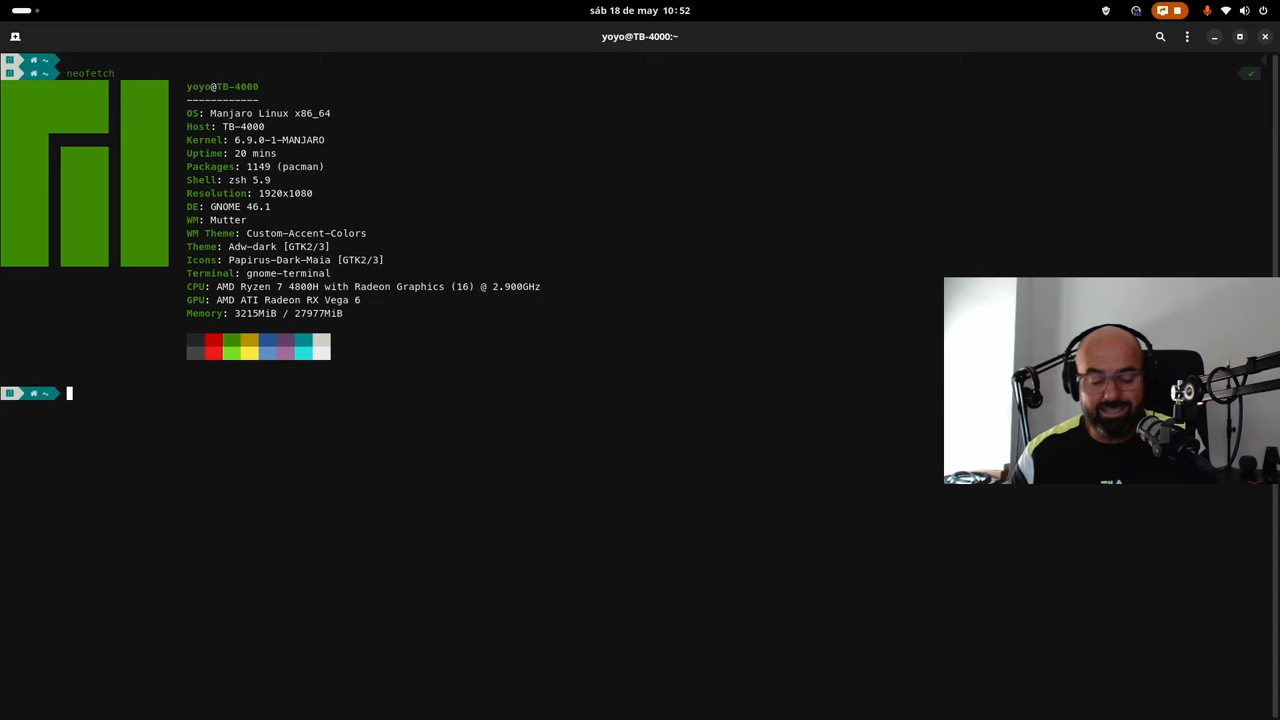 sáb 18 de may 10:52
yoyo@TB-4000:~
~
~ neofetch
yoyo@TB-4000
------------
OS: Manjaro Linux x86_64
Host: TB-4000
Kernel: 6.9.0-1-MANJARO
Uptime: 20 mins
Packages: 1149 (pacman)
Shell: zsh 5.9
Resolution: 1920x1080
DE: GNOME 46.1
WM: Mutter
WM Theme: Custom-Accent-Colors
Theme: Adw-dark [GTK2/3]
Icons: Papirus-Dark-Maia [GTK2/3]
Terminal: gnome-terminal
CPU: AMD Ryzen 7 4800H with Radeon Graphics (16) @ 2.900GHz
GPU: AMD ATI Radeon RX Vega 6
Memory: 3215MiB / 27977MiB
~